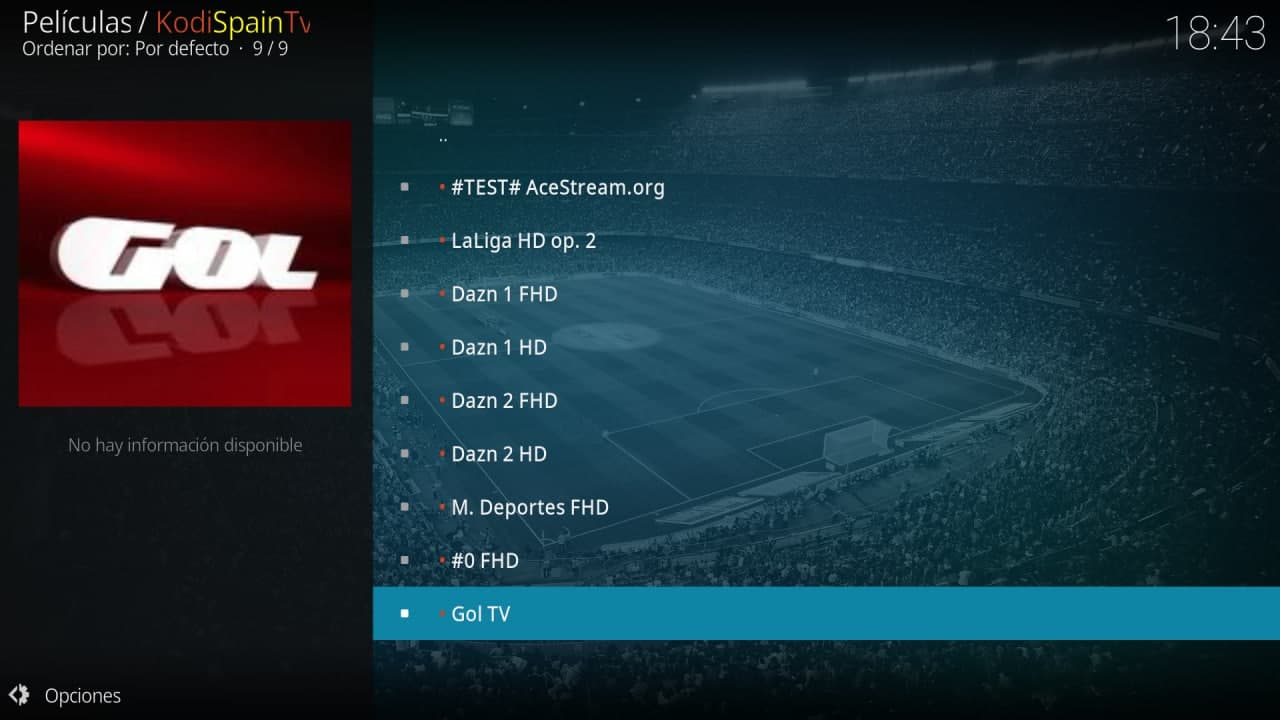 Películas / KodiSpainTv
Ordenar por: Por defecto · 9 / 9
18:43
GOL
No hay información disponible
..
#TEST# AceStream.org
LaLiga HD op. 2
Dazn 1 FHD
Dazn 1 HD
Dazn 2 FHD
Dazn 2 HD
M. Deportes FHD
#0 FHD
Gol TV
Opciones